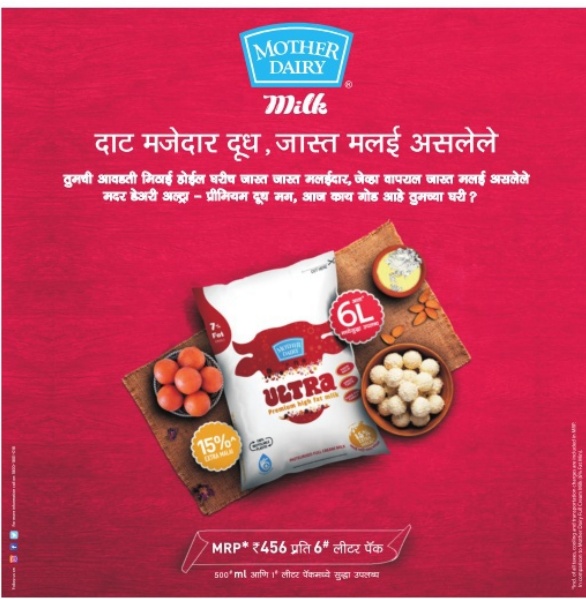 MOTHER
DAIRY
®
Milk
दाट मजेदार दूध, जास्त मलई असलेले
तुमची आवडती मिठाई होईल घरीच जास्त जास्त मलईदार, जेव्हा वापराल जास्त मलई असलेले
मदर डेअरी अल्ट्रा - प्रीमियम दूध मग, आज काय गोड आहे तुमच्या घरी ?
7%
Fat
6L
MOTHER
DAIRY
ULTRA
Premium high fat milk
15%^
EXTRA MALAI
MRP* ₹456 प्रति 6# लीटर पॅक
500#ml आणि 1# लीटर पॅकमध्ये सुद्धा उपलब्ध